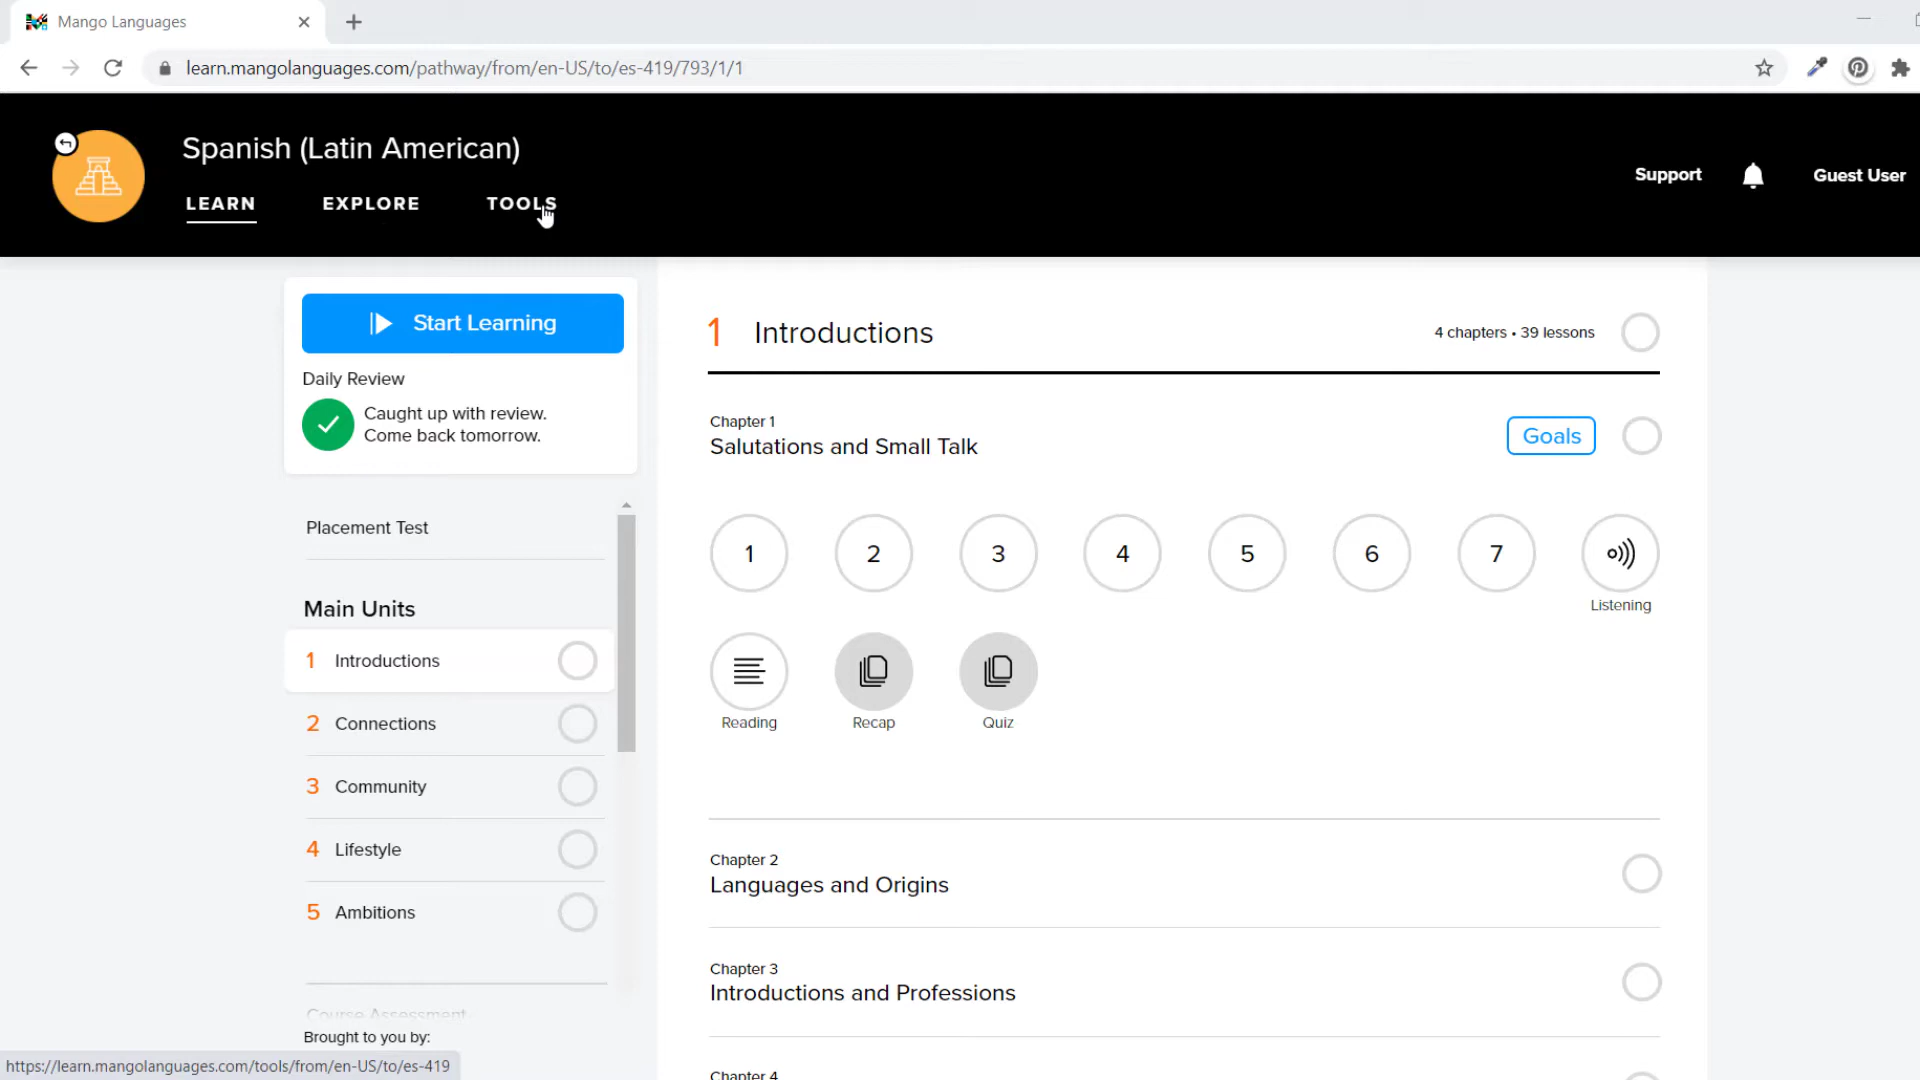 Mango Languages
learn.mangolanguages.com/pathway/from/en-US/to/es-419/793/1/1
Spanish (Latin American)
LEARN EXPLORE TOOLS
Support
Guest User
Start Learning
Daily Review
Caught up with review.
Come back tomorrow.
Placement Test
Main Units
1 Introductions
2 Connections
3 Community
4 Lifestyle
5 Ambitions
Course Assessment
Brought to you by:
1 Introductions
4 chapters • 39 lessons
Chapter 1
Salutations and Small Talk
Goals
1 2 3 4 5 6 7
Listening
Reading Recap Quiz
Chapter 2
Languages and Origins
Chapter 3
Introductions and Professions
Chapter 4
https://learn.mangolanguages.com/tools/from/en-US/to/es-419